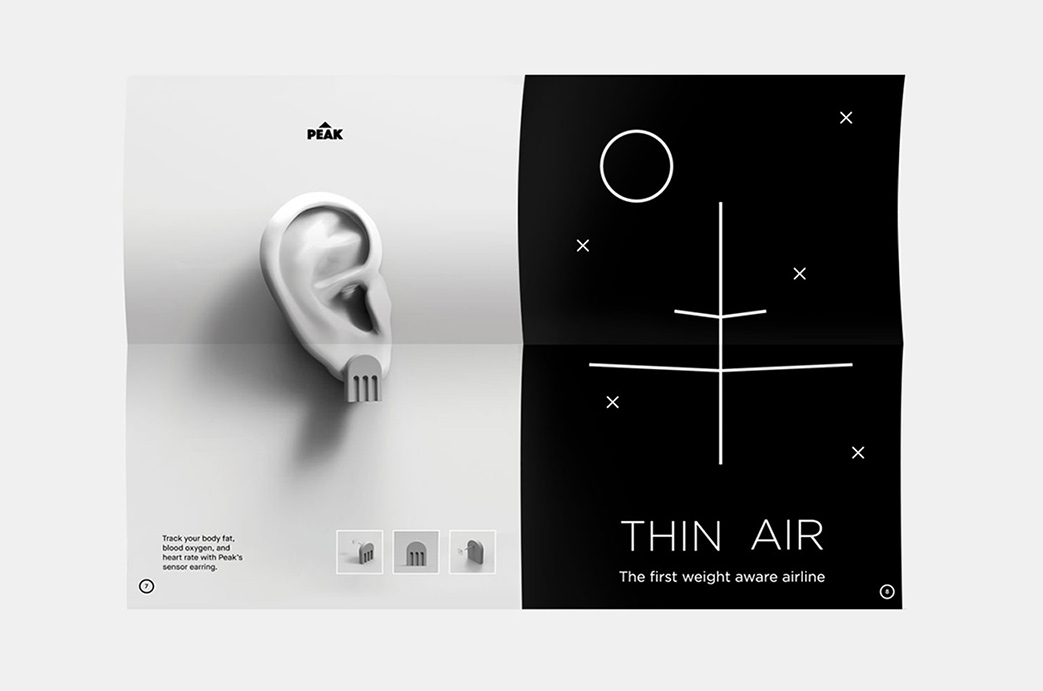 PEAK
Track your body fat,
blood oxygen, and
heart rate with Peak's
sensor earring.
7
THIN AIR
The first weight aware airline
8